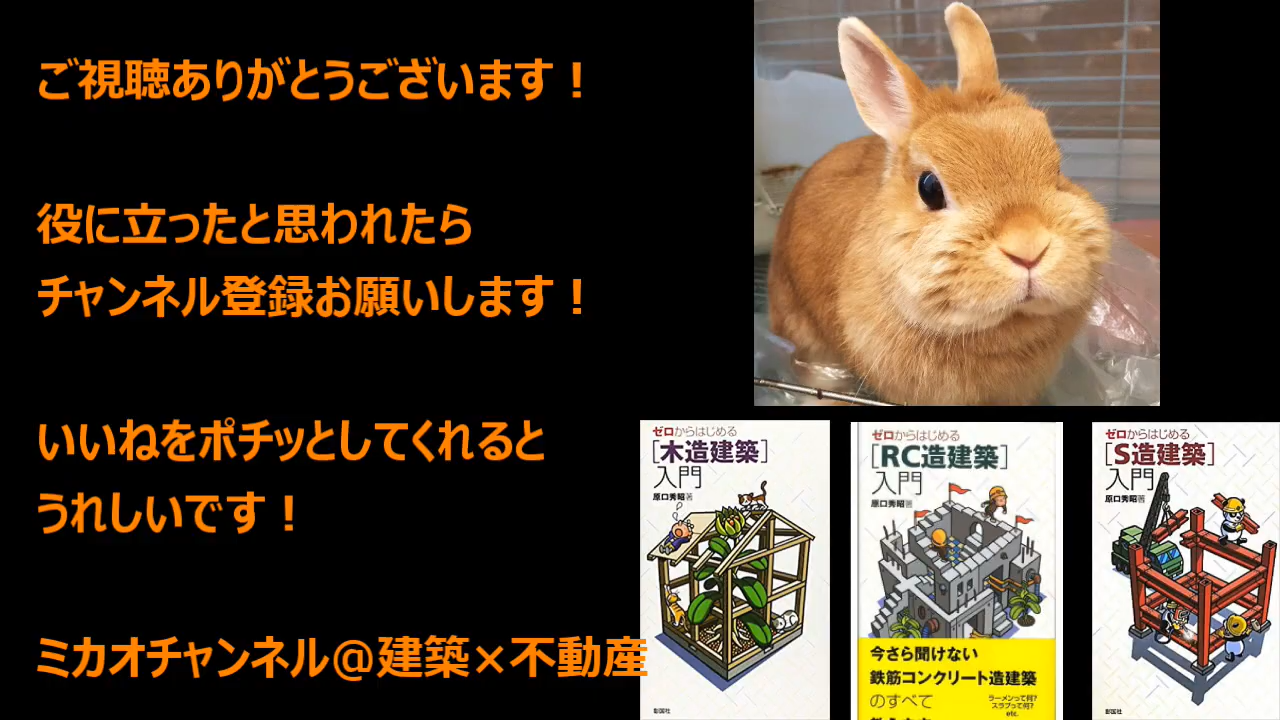 ご視聴ありがとうございます！
役に立ったと思われたら
チャンネル登録お願いします！
いいねをポチッとしてくれると
うれしいです！
ミカオチャンネル@建築×不動産
ゼロからはじめる
[木造建築]
入門
原口秀昭著
彰国社
ゼロからはじめる
[RC造建築]
入門
原口秀昭著
今さら聞けない
鉄筋コンクリート造建築
のすべて
ラーメンって何?
スラブって何?
etc.
ゼロからはじめる
[S造建築]
入門
原口秀昭著
彰国社